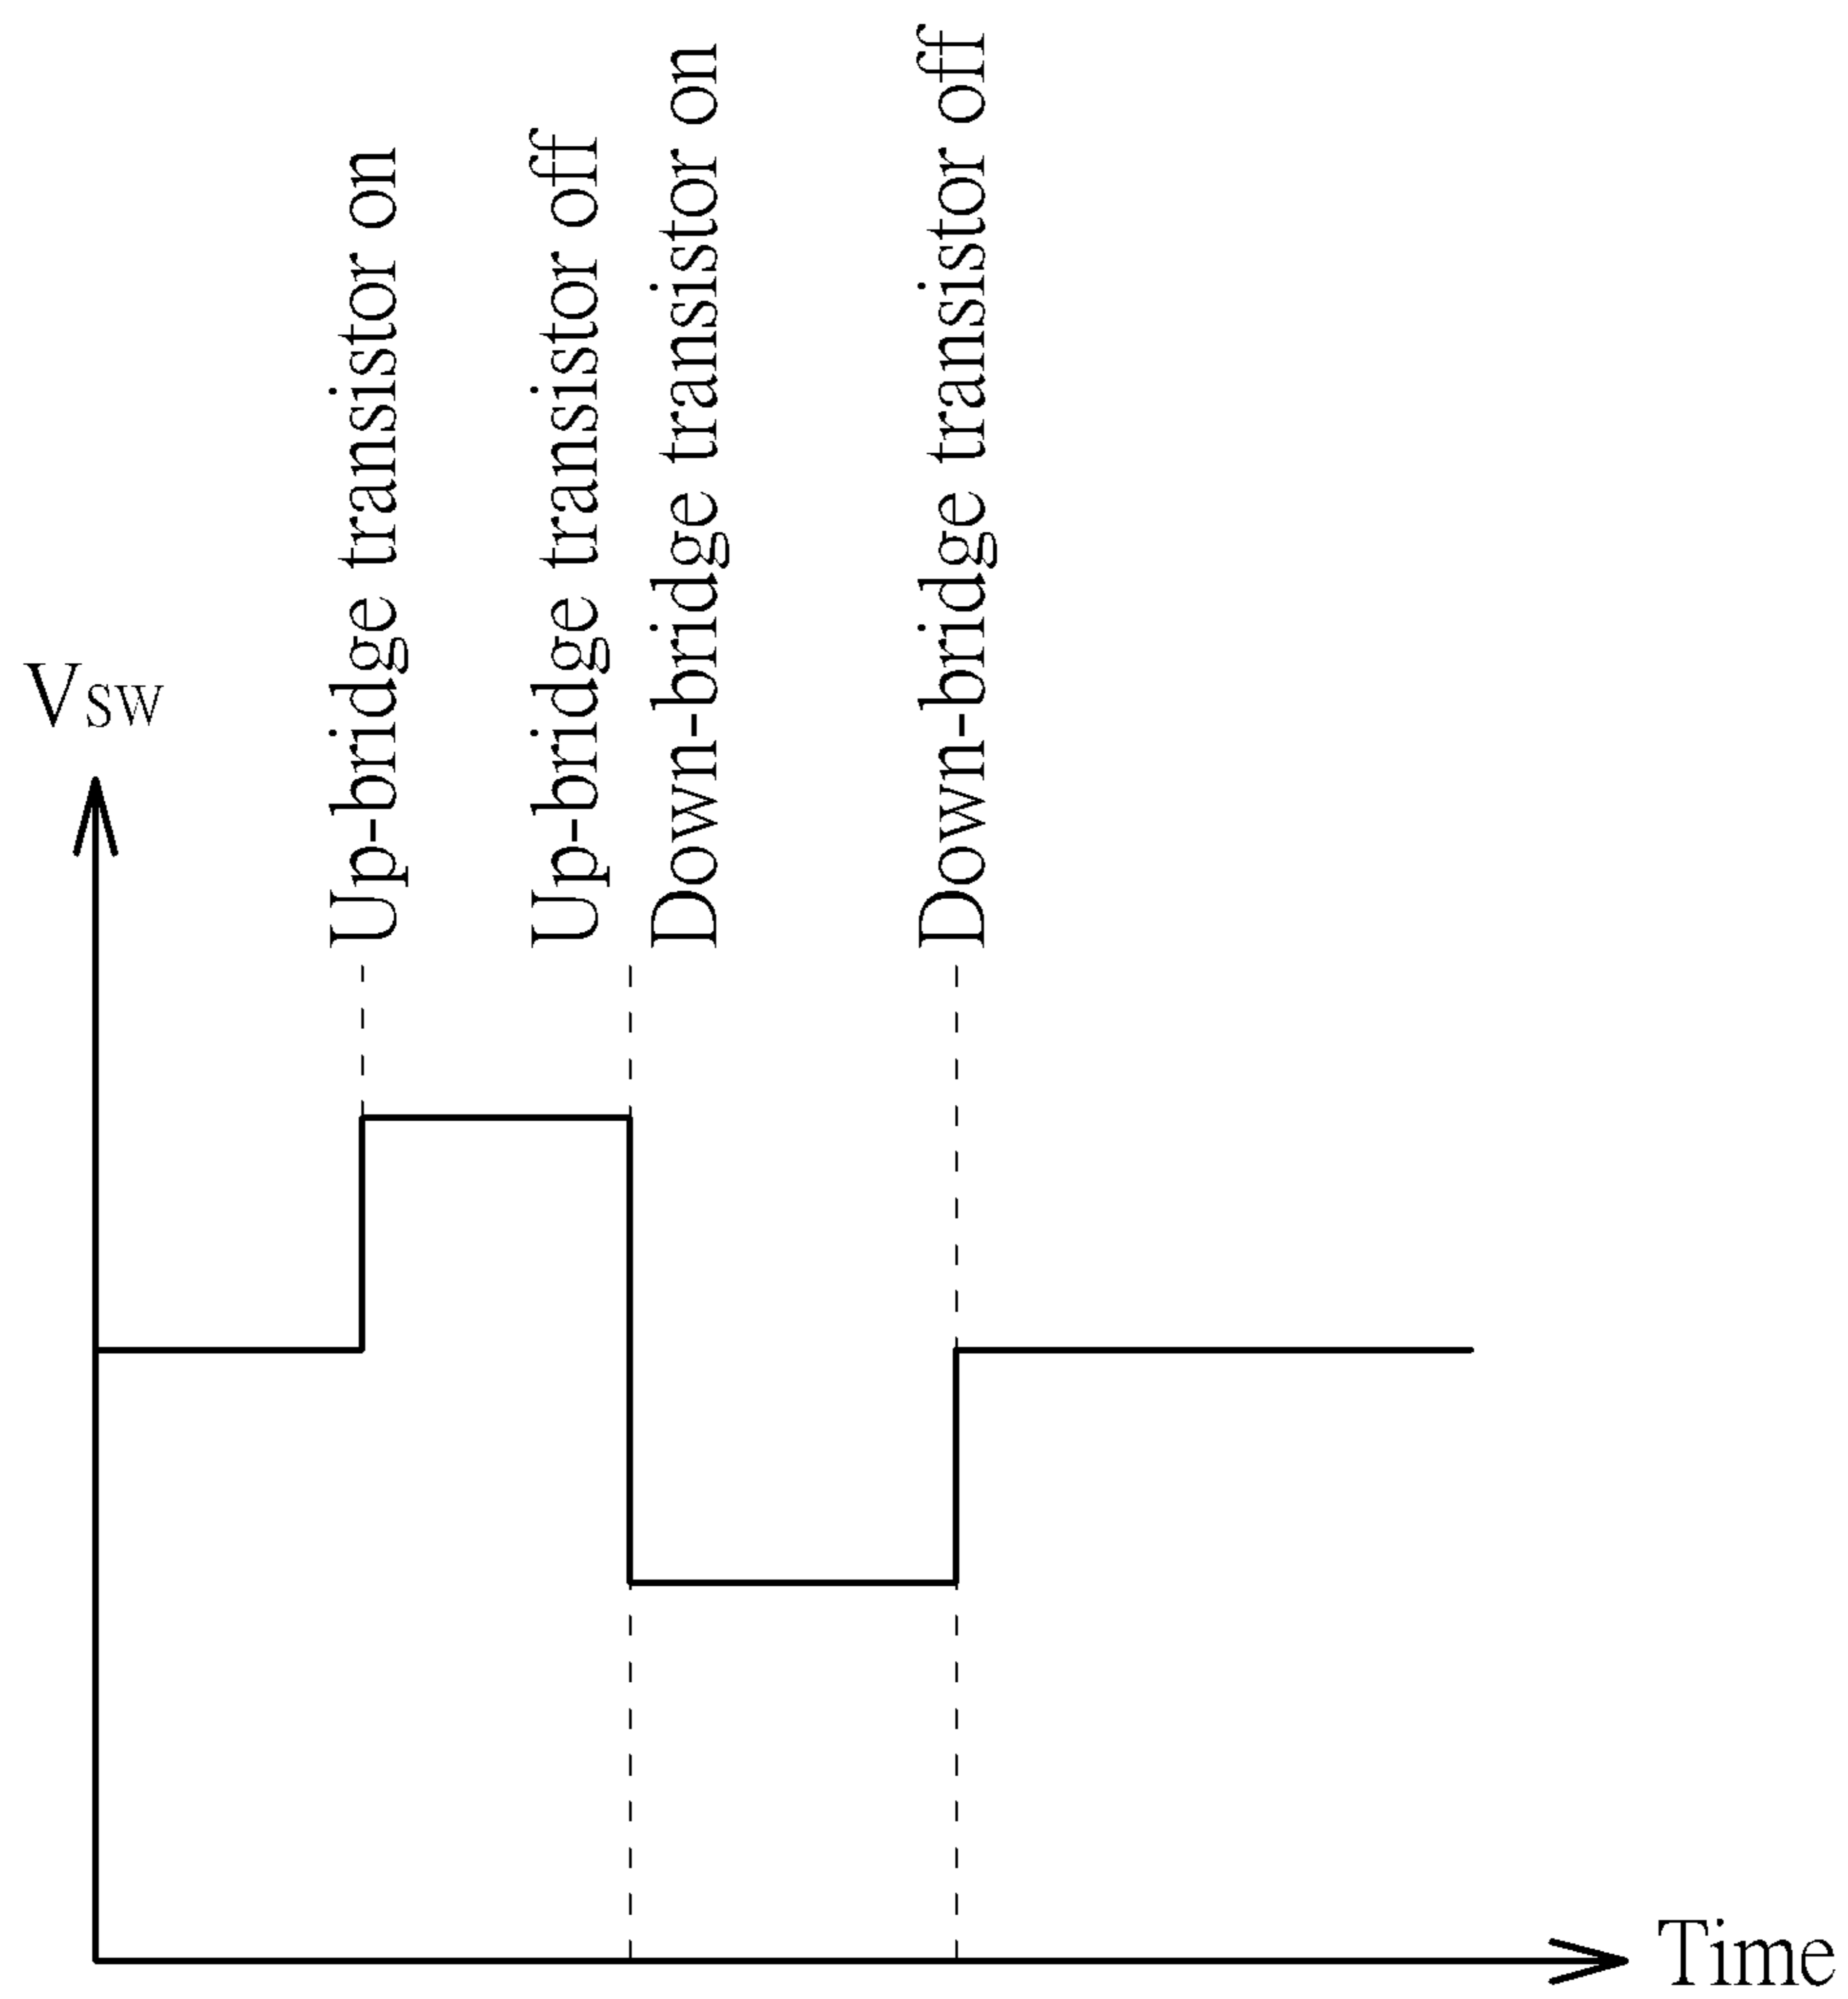 Up-bridge transistor on
Up-bridge transistor off
Down-bridge transistor on
Down-bridge transistor off
Vsw
Time